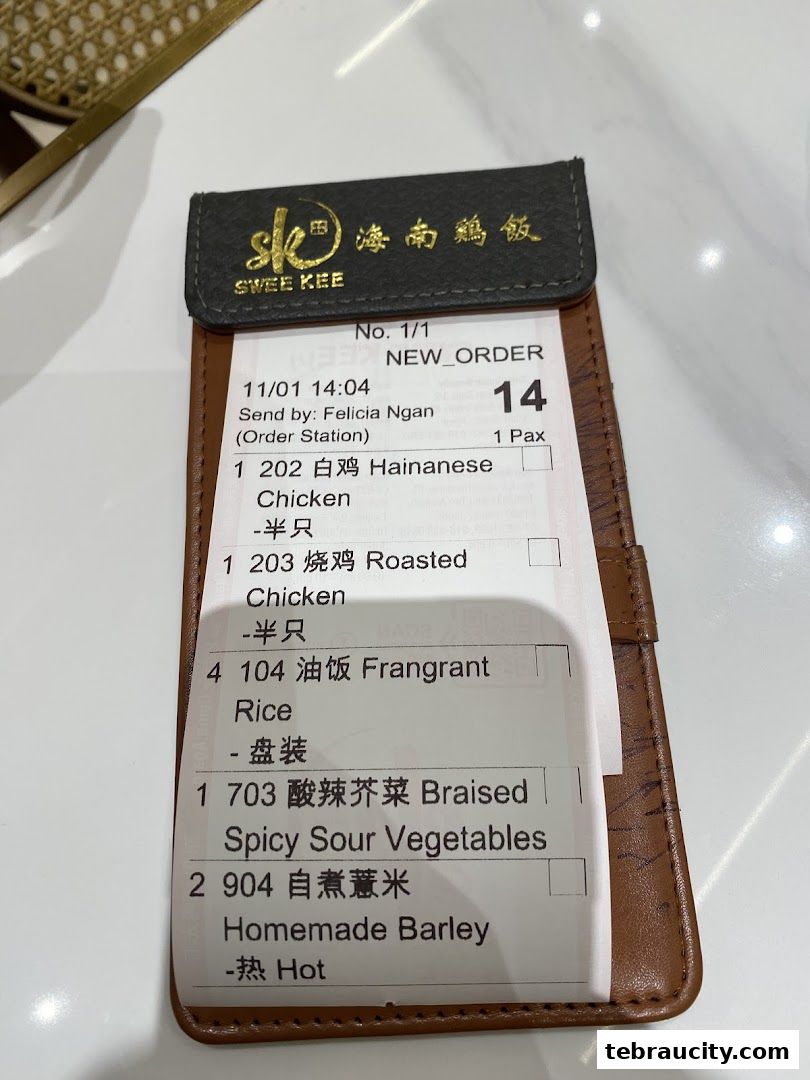 sk 田
SWEE KEE
海南鶏飯
No. 1/1
NEW_ORDER
11/01 14:04
14
Send by: Felicia Ngan
(Order Station)
1 Pax
1 202 白鸡 Hainanese
Chicken
-半只
1 203 烧鸡 Roasted
Chicken
-半只
4 104 油饭 Frangrant
Rice
- 盘装
1 703 酸辣芥菜 Braised
Spicy Sour Vegetables
2 904 自煮薏米
Homemade Barley
-热 Hot
tebraucity.com